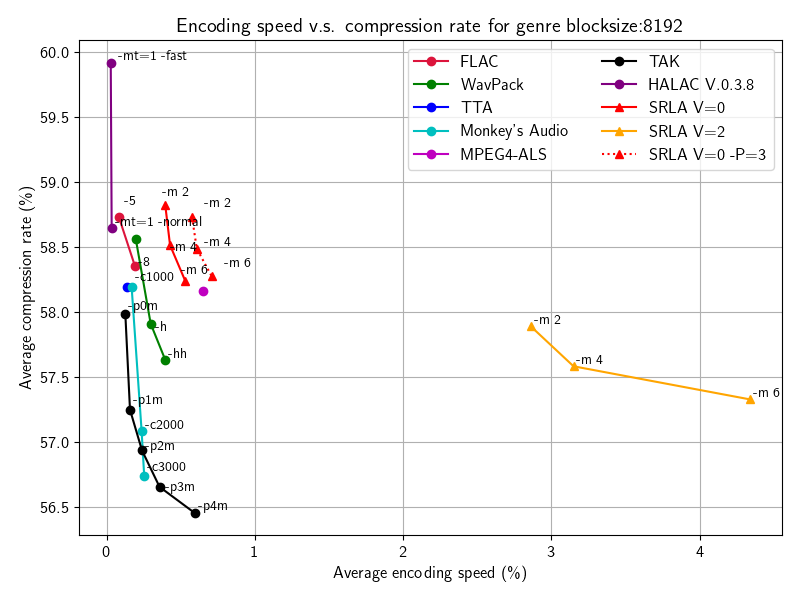 Encoding speed v.s. compression rate for genre blocksize:8192
60.0
59.5
59.0
58.5
58.0
57.5
57.0
56.5
Average compression rate (%)
0
1
2
3
4
Average encoding speed (%)
FLAC
WavPack
TTA
Monkey's Audio
MPEG4-ALS
TAK
HALAC V.0.3.8
SRLA V=0
SRLA V=2
SRLA V=0 -P=3
-mt=1 -fast
-5
-mt=1 -normal
-8
-c1000
-p0m
-h
-hh
-p1m
-c2000
-p2m
-c3000
-p3m
-p4m
-m 2
-m 4
-m 6
-m 2
-m 4
-m 6
-m 2
-m 4
-m 6